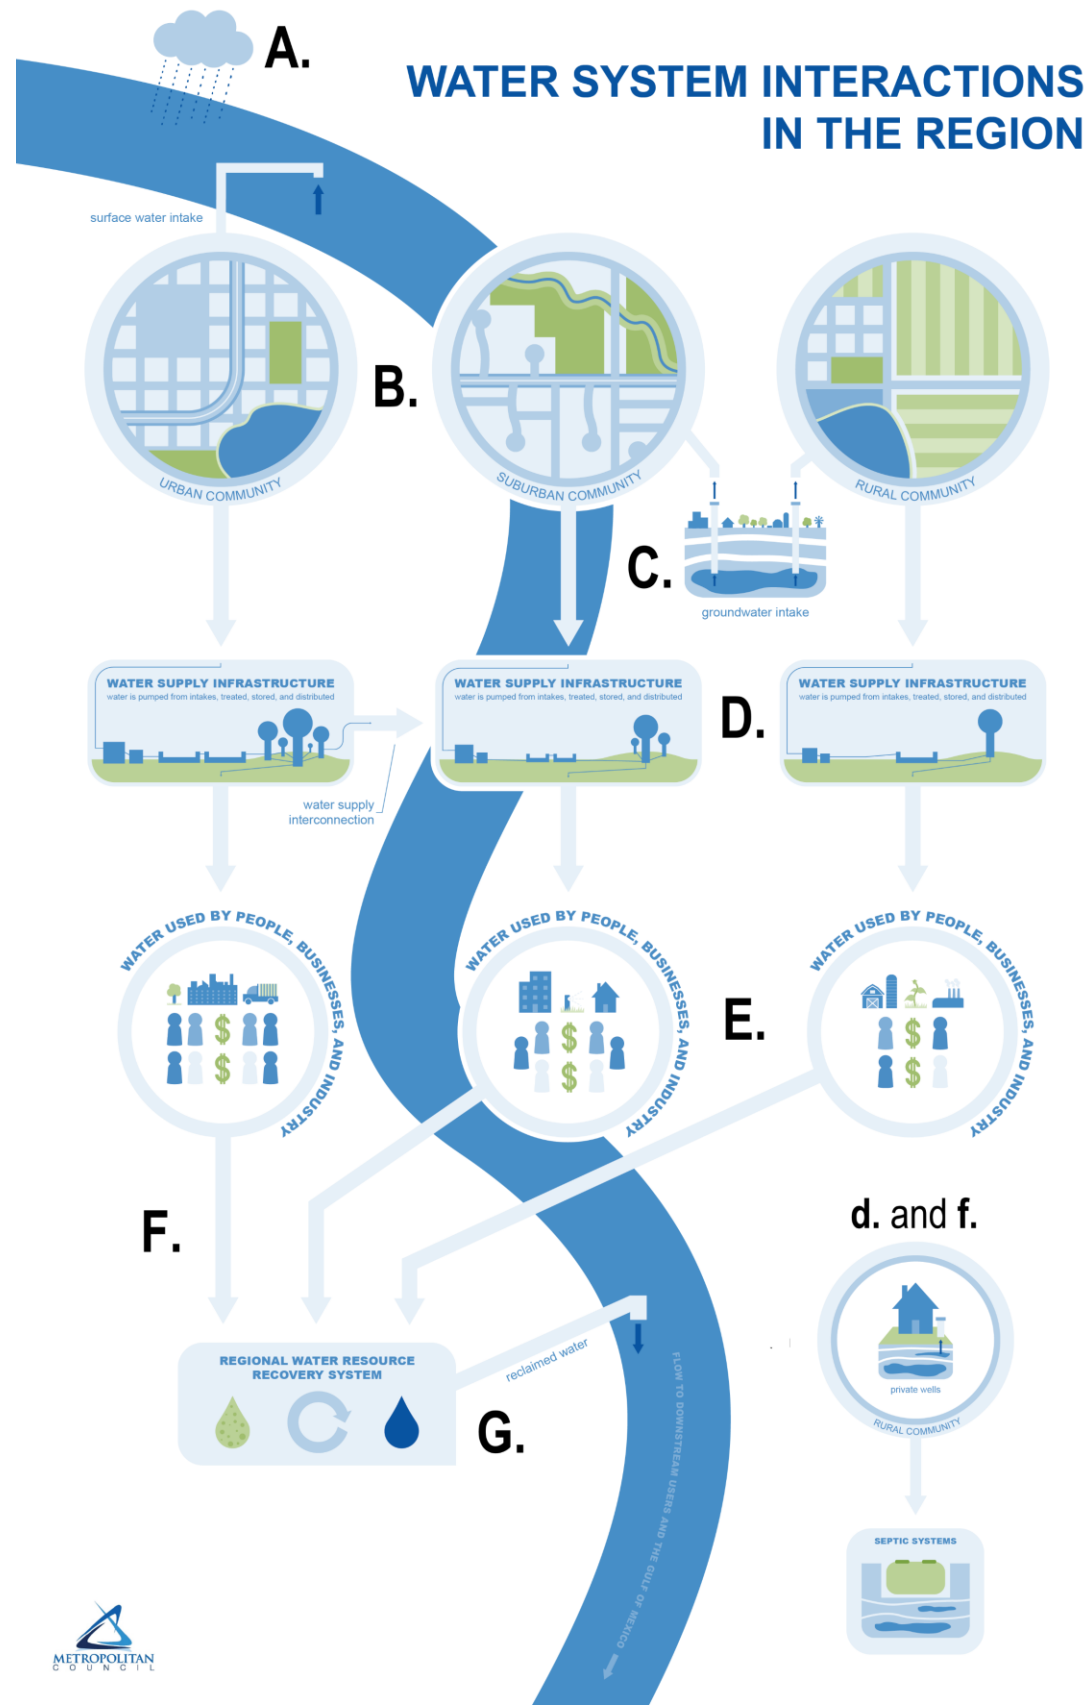 A.
WATER SYSTEM INTERACTIONS
IN THE REGION
surface water intake
B.
URBAN COMMUNITY
SUBURBAN COMMUNITY
RURAL COMMUNITY
C.
groundwater intake
WATER SUPPLY INFRASTRUCTURE
water is pumped from intakes, treated, stored, and distributed
WATER SUPPLY INFRASTRUCTURE
water is pumped from intakes, treated, stored, and distributed
D.
WATER SUPPLY INFRASTRUCTURE
water is pumped from intakes, treated, stored, and distributed
water supply
interconnection
WATER USED BY PEOPLE, BUSINESSES, AND INDUSTRY
$
$
WATER USED BY PEOPLE, BUSINESSES, AND INDUSTRY
$
$
E.
WATER USED BY PEOPLE, BUSINESSES, AND INDUSTRY
$
$
F.
d. and f.
REGIONAL WATER RESOURCE
RECOVERY SYSTEM
reclaimed water
G.
FLOW TO DOWNSTREAM USERS AND THE GULF OF MEXICO
private wells
RURAL COMMUNITY
SEPTIC SYSTEMS
METROPOLITAN
COUNCIL